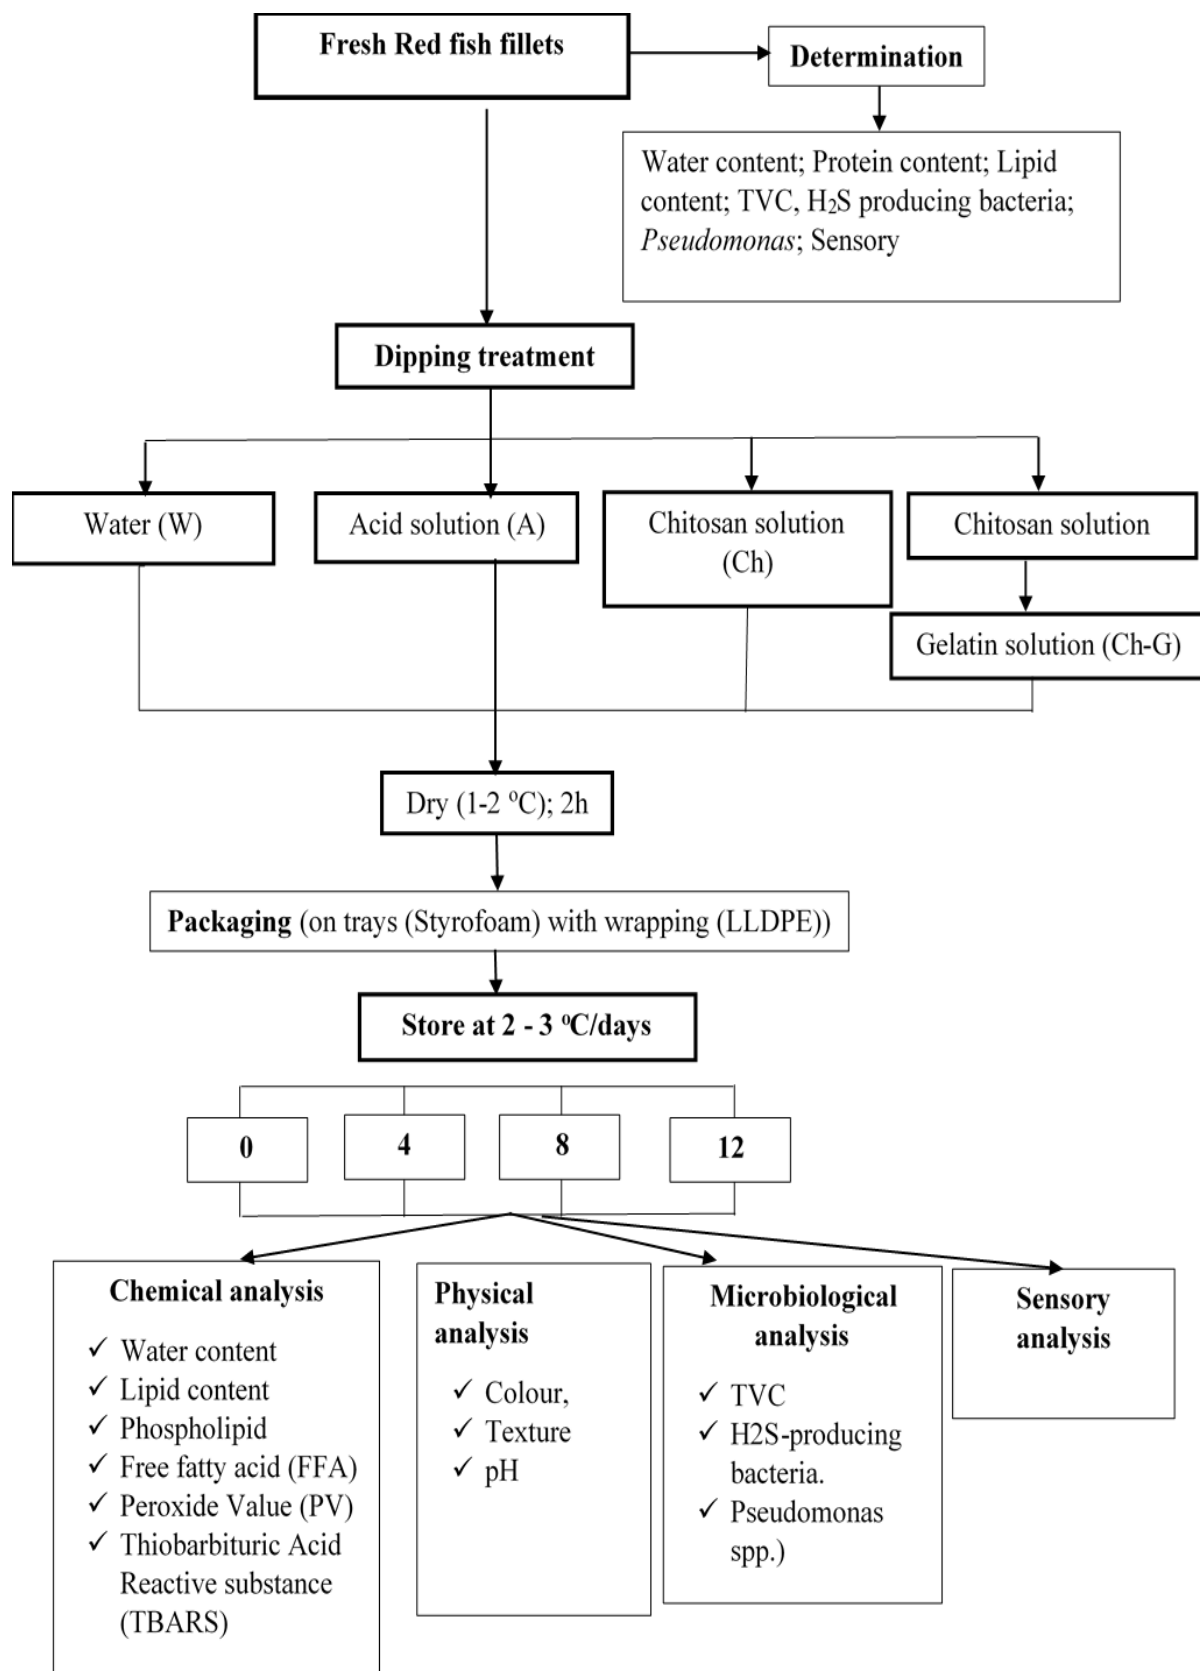 Fresh Red fish fillets
Determination
Water content; Protein content; Lipid
content; TVC, H₂S producing bacteria;
Pseudomonas; Sensory
Dipping treatment
Water (W)
Acid solution (A)
Chitosan solution
(Ch)
Chitosan solution
Gelatin solution (Ch-G)
Dry (1-2 ºC); 2h
Packaging (on trays (Styrofoam) with wrapping (LLDPE))
Store at 2 - 3 ºC/days
0
4
8
12
Chemical analysis
✓ Water content
✓ Lipid content
✓ Phospholipid
✓ Free fatty acid (FFA)
✓ Peroxide Value (PV)
✓ Thiobarbituric Acid
Reactive substance
(TBARS)
Physical
analysis
✓ Colour,
✓ Texture
✓ pH
Microbiological
analysis
✓ TVC
✓ H2S-producing
bacteria.
✓ Pseudomonas
spp.)
Sensory
analysis